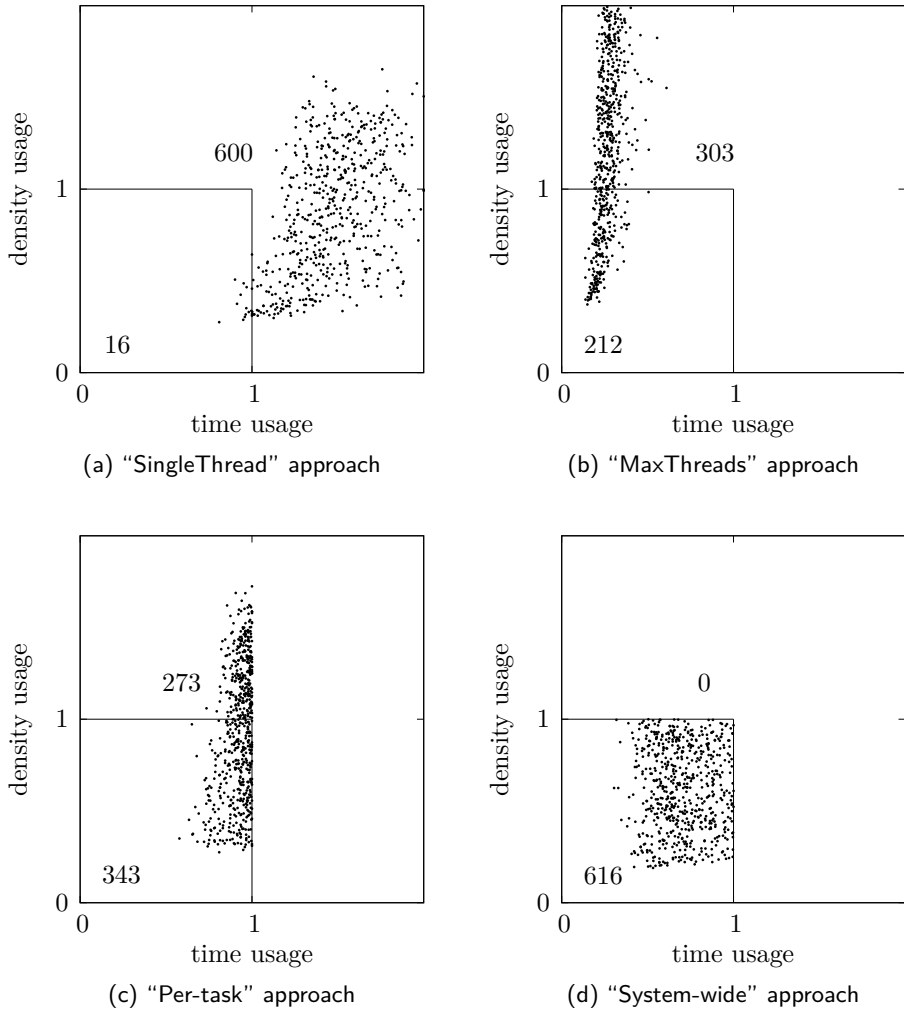 density usage
600
1
16
0
0
1
time usage
(a) “SingleThread” approach
density usage
303
1
212
0
0
1
time usage
(b) “MaxThreads” approach
density usage
273
1
343
0
0
1
time usage
(c) “Per-task” approach
density usage
0
1
616
0
0
1
time usage
(d) “System-wide” approach